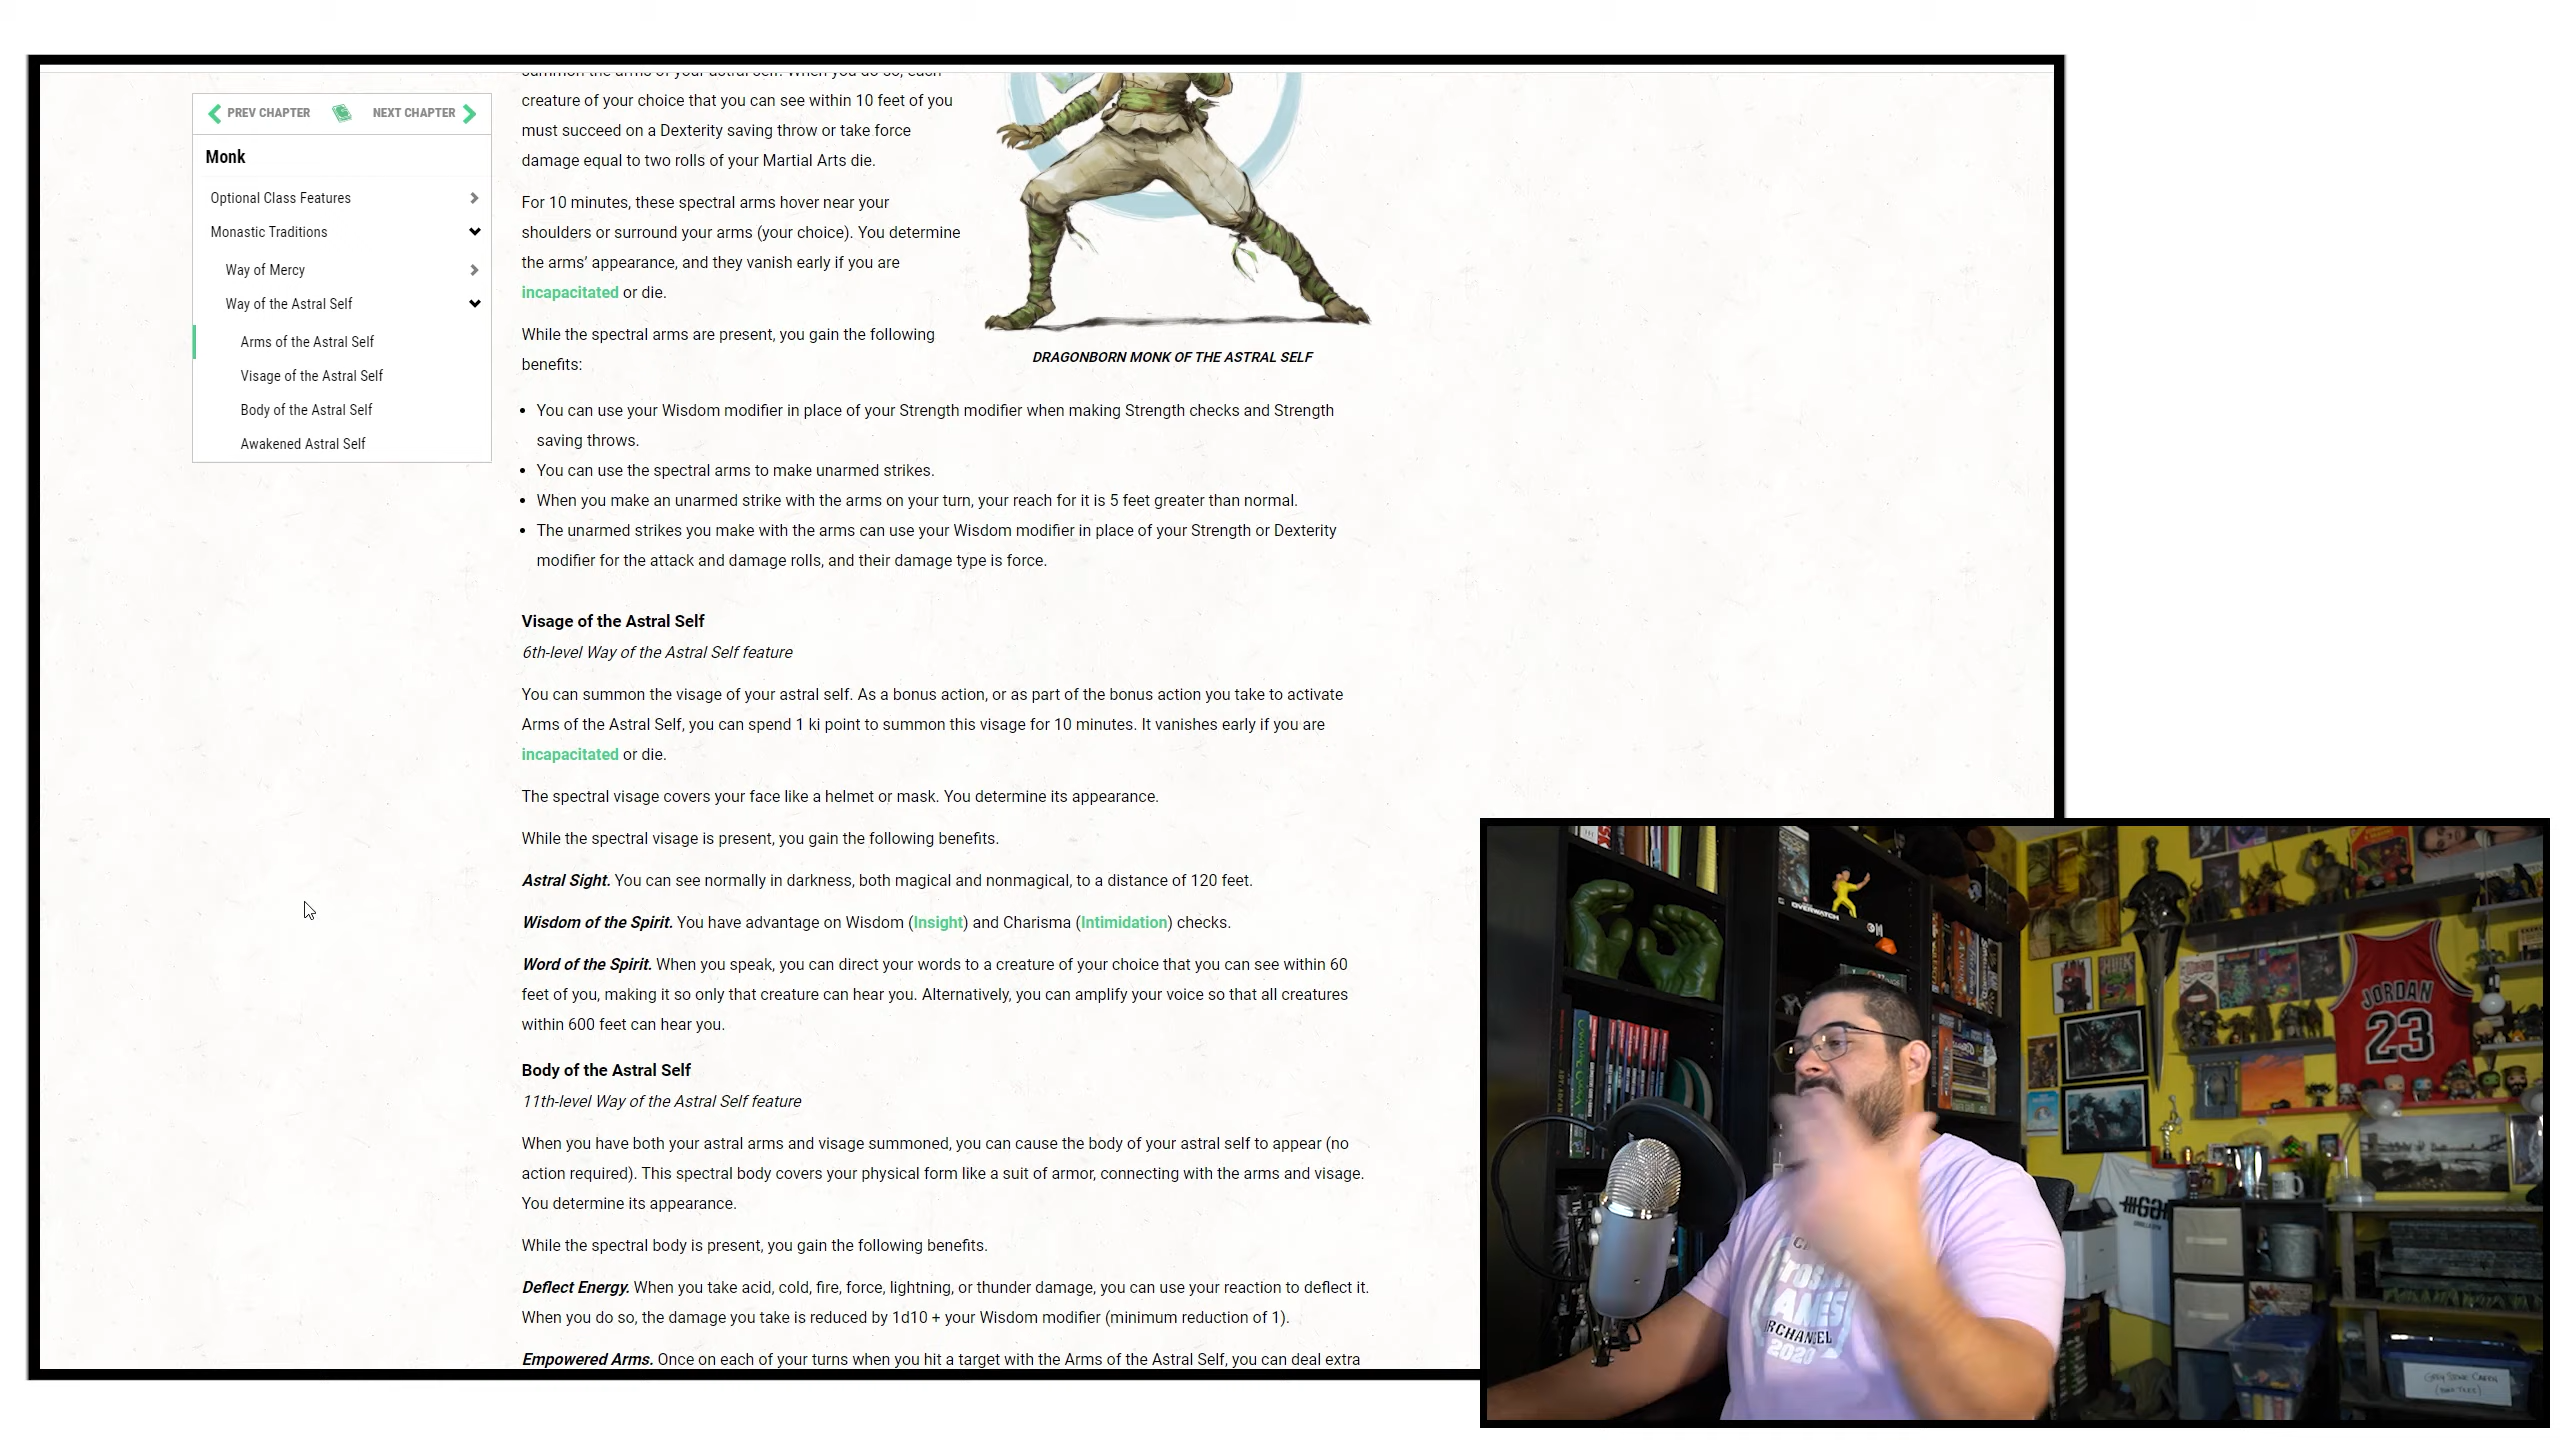 PREV CHAPTER
NEXT CHAPTER
Monk
Optional Class Features
Monastic Traditions
Way of Mercy
Way of the Astral Self
Arms of the Astral Self
Visage of the Astral Self
Body of the Astral Self
Awakened Astral Self
summon the arms of your astral self. When you do so, each
creature of your choice that you can see within 10 feet of you
must succeed on a Dexterity saving throw or take force
damage equal to two rolls of your Martial Arts die.
For 10 minutes, these spectral arms hover near your
shoulders or surround your arms (your choice). You determine
the arms’ appearance, and they vanish early if you are
incapacitated or die.
While the spectral arms are present, you gain the following
benefits:
DRAGONBORN MONK OF THE ASTRAL SELF
• You can use your Wisdom modifier in place of your Strength modifier when making Strength checks and Strength
saving throws.
• You can use the spectral arms to make unarmed strikes.
• When you make an unarmed strike with the arms on your turn, your reach for it is 5 feet greater than normal.
• The unarmed strikes you make with the arms can use your Wisdom modifier in place of your Strength or Dexterity
modifier for the attack and damage rolls, and their damage type is force.
Visage of the Astral Self
6th-level Way of the Astral Self feature
You can summon the visage of your astral self. As a bonus action, or as part of the bonus action you take to activate
Arms of the Astral Self, you can spend 1 ki point to summon this visage for 10 minutes. It vanishes early if you are
incapacitated or die.
The spectral visage covers your face like a helmet or mask. You determine its appearance.
While the spectral visage is present, you gain the following benefits.
Astral Sight. You can see normally in darkness, both magical and nonmagical, to a distance of 120 feet.
Wisdom of the Spirit. You have advantage on Wisdom (Insight) and Charisma (Intimidation) checks.
Word of the Spirit. When you speak, you can direct your words to a creature of your choice that you can see within 60
feet of you, making it so only that creature can hear you. Alternatively, you can amplify your voice so that all creatures
within 600 feet can hear you.
Body of the Astral Self
11th-level Way of the Astral Self feature
When you have both your astral arms and visage summoned, you can cause the body of your astral self to appear (no
action required). This spectral body covers your physical form like a suit of armor, connecting with the arms and visage.
You determine its appearance.
While the spectral body is present, you gain the following benefits.
Deflect Energy. When you take acid, cold, fire, force, lightning, or thunder damage, you can use your reaction to deflect it.
When you do so, the damage you take is reduced by 1d10 + your Wisdom modifier (minimum reduction of 1).
Empowered Arms. Once on each of your turns when you hit a target with the Arms of the Astral Self, you can deal extra
OVERWATCH
JORDAN
23
2020